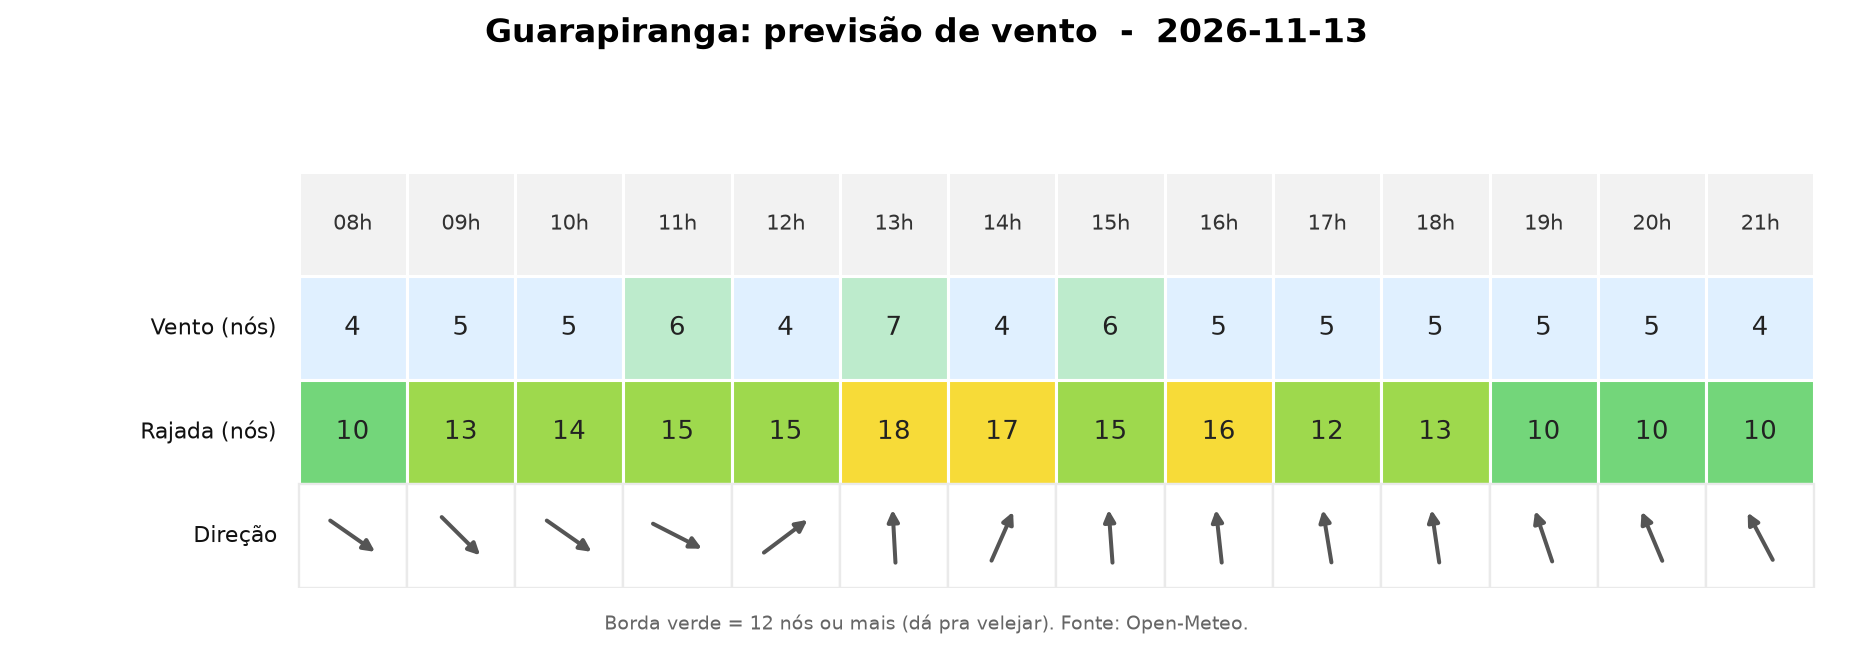 Guarapiranga: previsão de vento  -  2026-11-13
08h 09h 10h 11h 12h 13h 14h 15h 16h 17h 18h 19h 20h 21h
Vento (nós) 4 5 5 6 4 7 4 6 5 5 5 5 5 4
Rajada (nós) 10 13 14 15 15 18 17 15 16 12 13 10 10 10
Direção
Borda verde = 12 nós ou mais (dá pra velejar). Fonte: Open-Meteo.